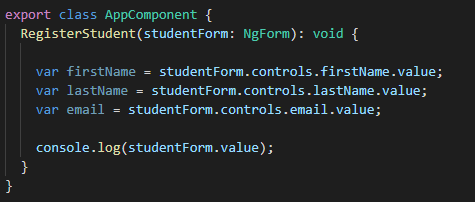 export class AppComponent {
RegisterStudent(studentForm: NgForm): void {
var firstName = studentForm.controls.firstName.value;
var lastName = studentForm.controls.lastName.value;
var email = studentForm.controls.email.value;
console.log(studentForm.value);
}
}